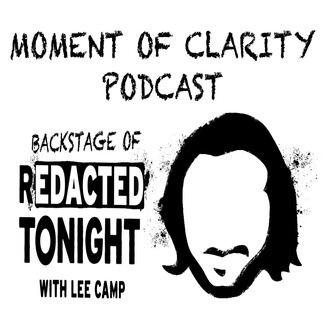 MOMENT OF CLARITY
PODCAST
BACKSTAGE OF
REDACTED
TONIGHT
WITH LEE CAMP